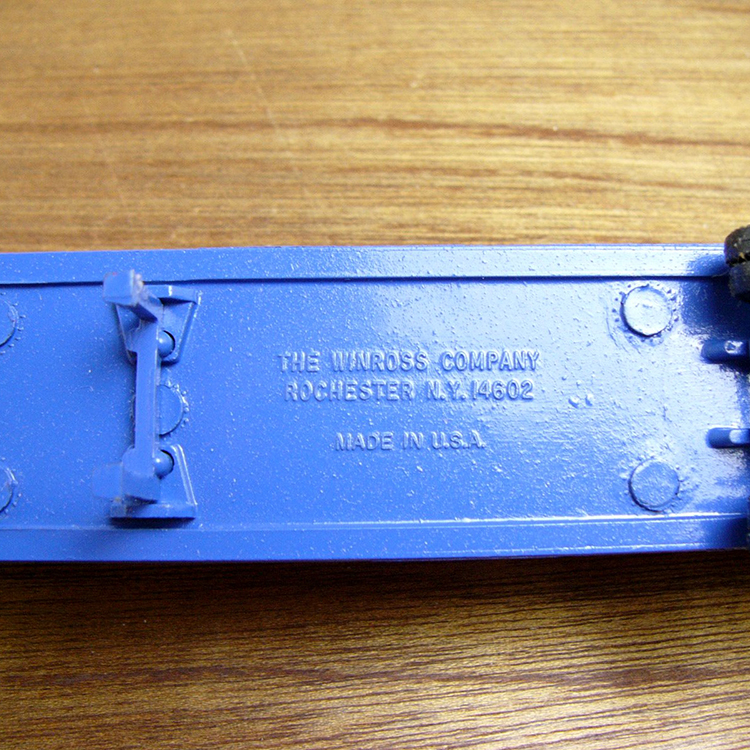 THE WINROSS COMPANY
ROCHESTER N.Y. 14602
MADE IN U.S.A.